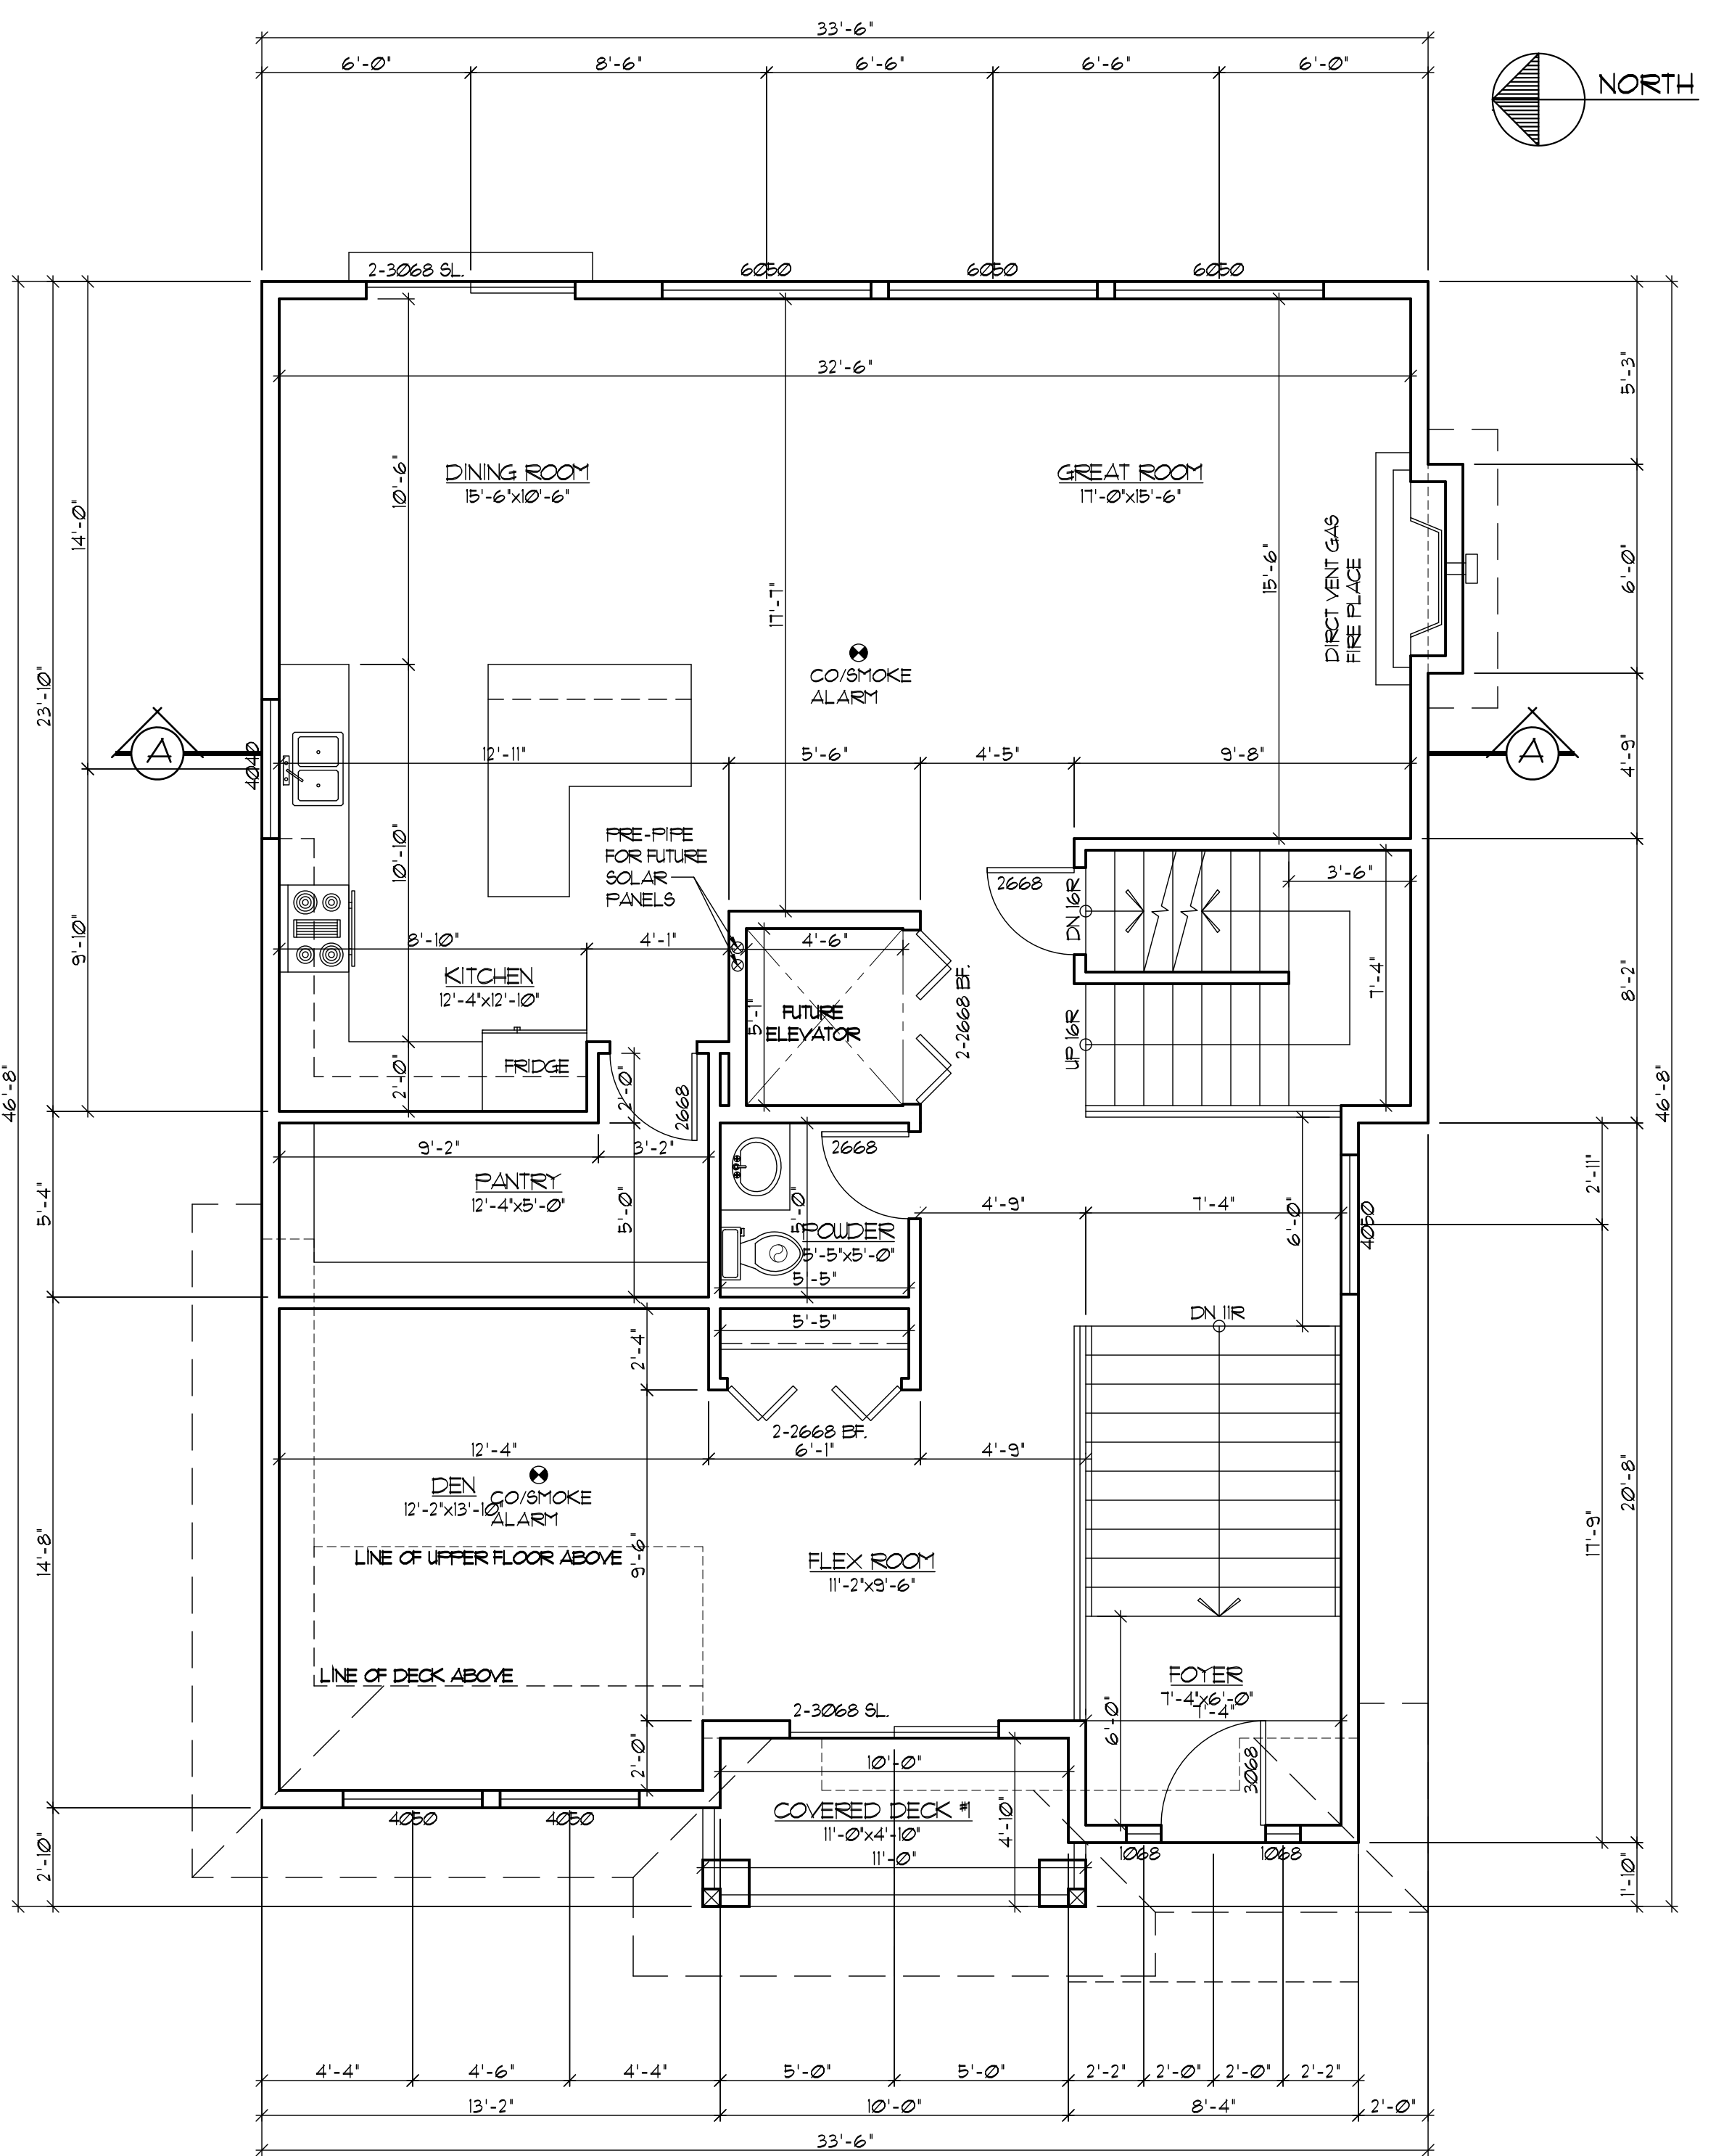 33'-6"
6'-0" 8'-6" 6'-6" 6'-6" 6'-0"
NORTH
2-3068 SL. 6050 6050 6050
5'-3"
32'-6"
DINING ROOM
15'-6"x10'-6"
10'-6"
GREAT ROOM
17'-0"x15'-6"
14'-0"
17'-7"
15'-6"
DIRCT VENT GAS
FIRE PLACE
6'-0"
23'-10"
CO/SMOKE
ALARM
A
4040
12'-11" 5'-6" 4'-5" 9'-8"
A
4'-9"
10'-10"
PRE-PIPE
FOR FUTURE
SOLAR
PANELS
2668
3'-6"
DN 16R
9'-10"
8'-10" 4'-1" 4'-6"
KITCHEN
12'-4"x12'-10"
7'-4"
8'-2"
5'-1"
FUTURE
ELEVATOR
2-2668 BF.
UP 16R
FRIDGE
2'-0"
2'-0"
2668
46'-8"
46'-8"
9'-2" 3'-2"
2668
PANTRY
12'-4"x5'-0"
5'-0"
5'-0"
POWDER
5'-5"x5'-0"
5'-5"
4'-9" 7'-4"
6'-0"
4050
2'-11"
5'-4"
5'-5"
DN 11R
2'-4"
2-2668 BF.
12'-4" 6'-1" 4'-9"
DEN
12'-2"x13'-10"
CO/SMOKE
ALARM
LINE OF UPPER FLOOR ABOVE
9'-6"
FLEX ROOM
11'-2"x9'-6"
14'-8"
17'-9"
20'-8"
LINE OF DECK ABOVE
FOYER
7'-4"x6'-0"
7'-4"
6'-0"
2-3068 SL.
2'-0"
10'-0"
3068
4050 4050
COVERED DECK #1
11'-0"x4'-10"
11'-0"
4'-10"
1068 1068
2'-10"
1'-10"
4'-4" 4'-6" 4'-4" 5'-0" 5'-0" 2'-2" 2'-0" 2'-0" 2'-2"
13'-2" 10'-0" 8'-4" 2'-0"
33'-6"